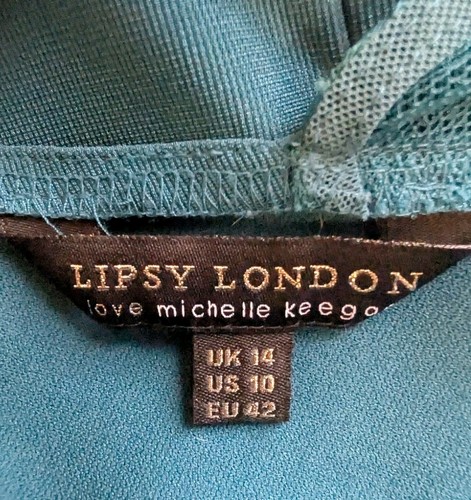 LIPSY LONDON
love michelle keegan
UK 14
US 10
EU 42